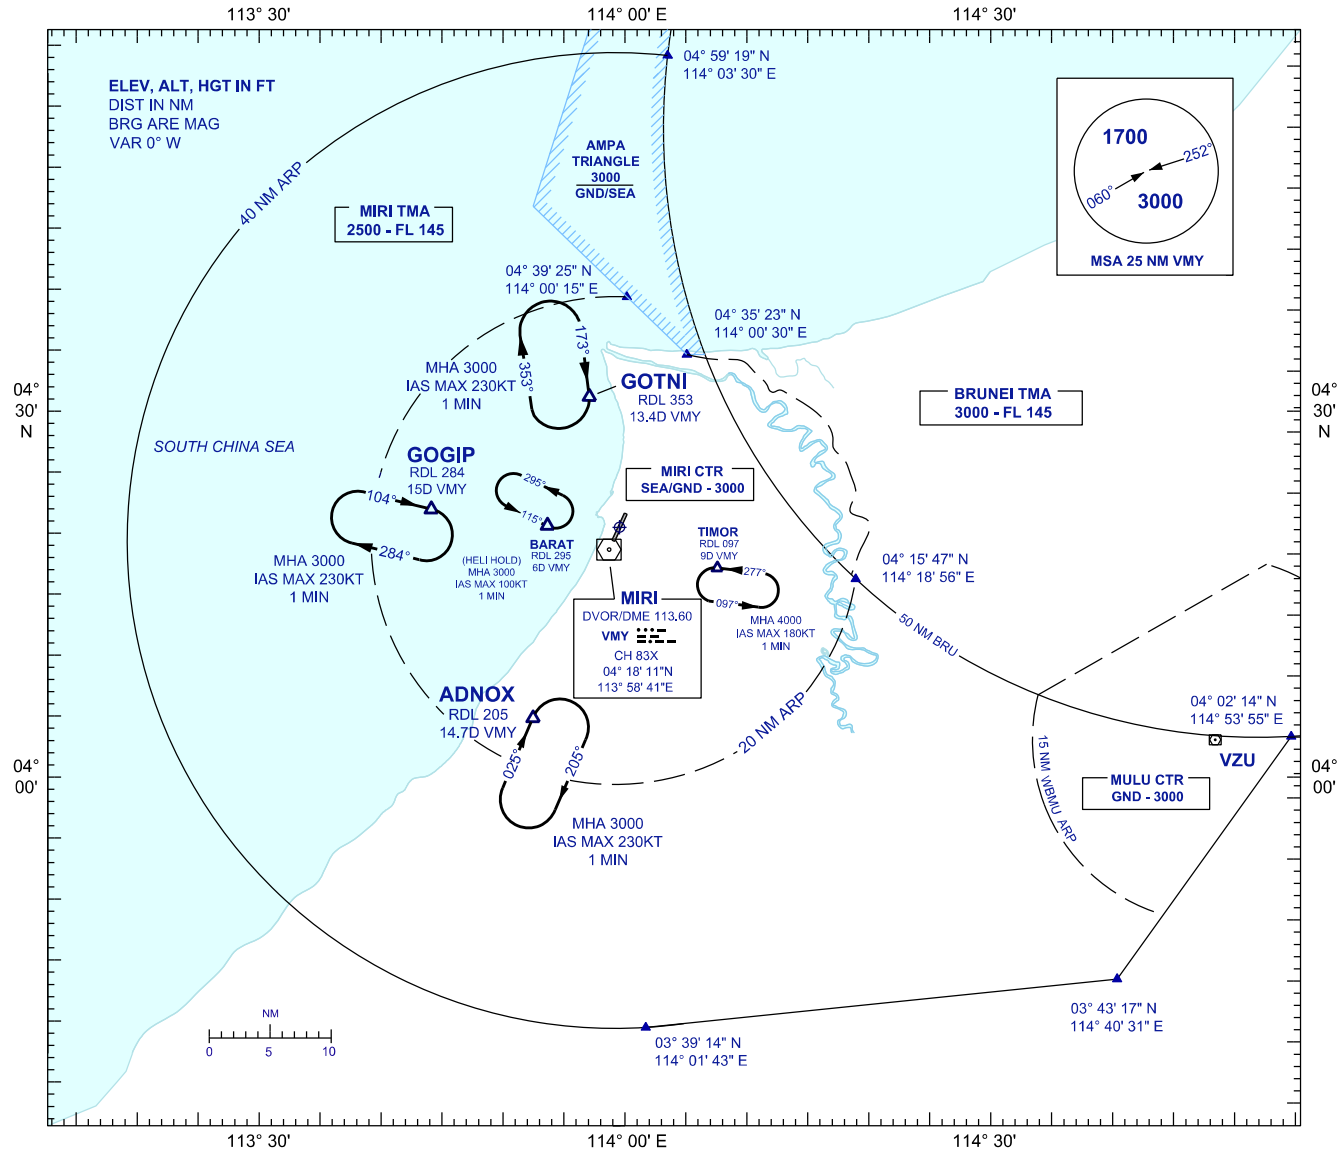 113° 30'
114° 00' E
114° 30'
04° 59' 19" N
114° 03' 30" E
ELEV, ALT, HGT IN FT
DIST IN NM
BRG ARE MAG
VAR 0° W
1700
252°
060°
3000
MSA 25 NM VMY
AMPA
TRIANGLE
3000
GND/SEA
40 NM ARP
MIRI TMA
2500 - FL 145
04° 39' 25" N
114° 00' 15" E
04° 35' 23" N
114° 00' 30" E
173°
353°
MHA 3000
IAS MAX 230KT
1 MIN
GOTNI
RDL 353
13.4D VMY
BRUNEI TMA
3000 - FL 145
04°
30'
N
04°
30'
N
SOUTH CHINA SEA
GOGIP
RDL 284
15D VMY
104°
284°
MHA 3000
IAS MAX 230KT
1 MIN
295°
115°
BARAT
RDL 295
6D VMY
(HELI HOLD)
MHA 3000
IAS MAX 100KT
1 MIN
MIRI CTR
SEA/GND - 3000
TIMOR
RDL 097
9D VMY
277°
097°
MHA 4000
IAS MAX 180KT
1 MIN
04° 15' 47" N
114° 18' 56" E
MIRI
DVOR/DME 113.60
VMY
CH 83X
04° 18' 11"N
113° 58' 41"E
50 NM BRU
ADNOX
RDL 205
14.7D VMY
025°
205°
MHA 3000
IAS MAX 230KT
1 MIN
20 NM ARP
04° 02' 14" N
114° 53' 55" E
VZU
15 NM WBMU ARP
MULU CTR
GND - 3000
04°
00'
04°
00'
03° 43' 17" N
114° 40' 31" E
03° 39' 14" N
114° 01' 43" E
NM
0 5 10
113° 30'
114° 00' E
114° 30'